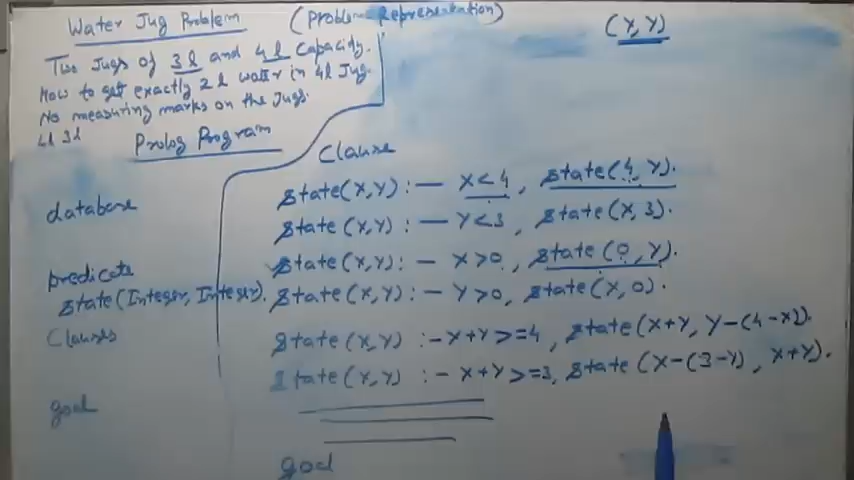 Water Jug Problem (Problem Representation) (X, Y)
Two Jugs of 3 l and 4 l Capacity.
How to get exactly 2 l water in 4l Jug.
No measuring marks on the Jugs.
4l 3l
Prolog Program
Clause
database
predicate
state(Integer, Integer).
Clauses
goal
state(X,Y) :— X<4, state(4, Y).
state(X,Y) :— Y<3, state(X, 3).
state(X,Y) :— X>0, state(0, Y).
state(X,Y) :— Y>0, state(X, 0).
state(X,Y) :- X+Y>=4, state(X+Y, Y-(4-X)).
state(X,Y) :- X+Y>=3, state(X-(3-Y), X+Y).
goal